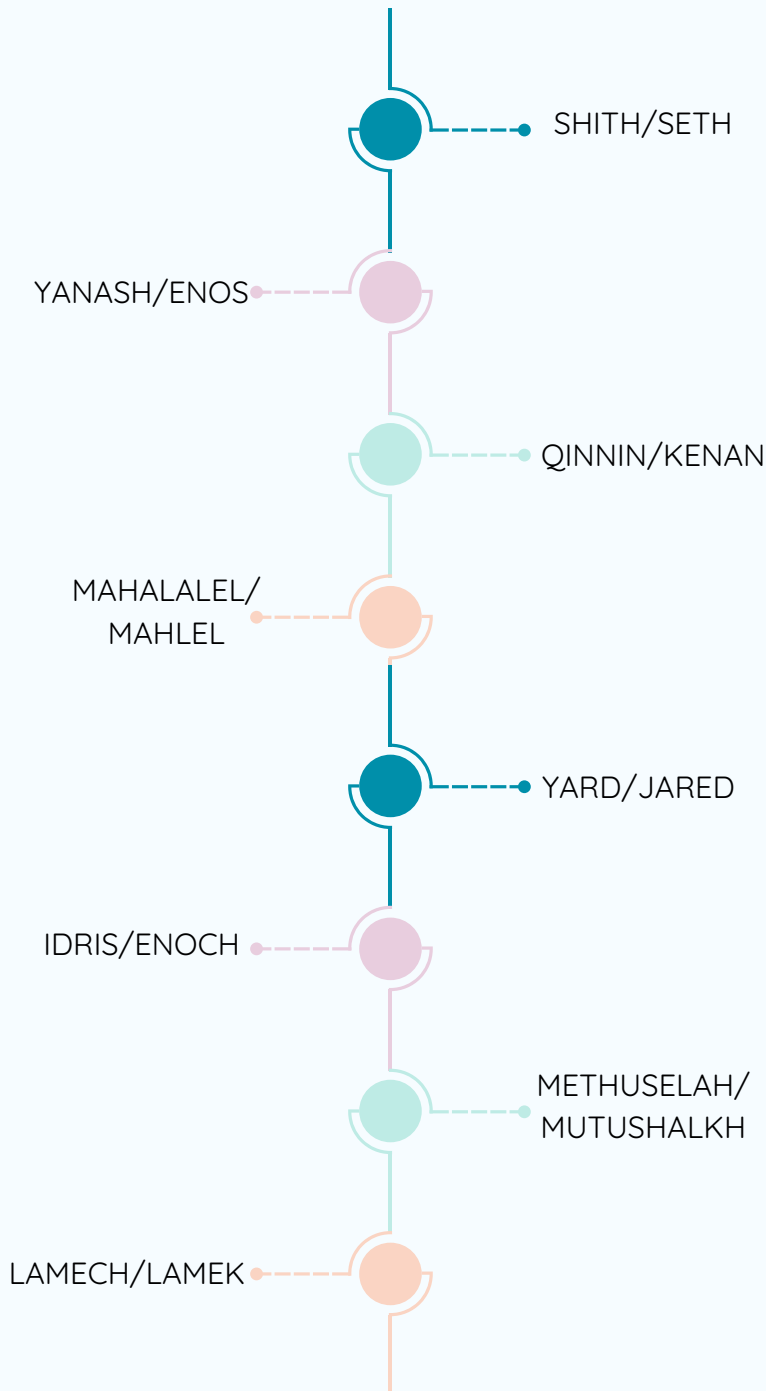 SHITH/SETH
YANASH/ENOS
QINNIN/KENAN
MAHALALEL/
MAHLEL
YARD/JARED
IDRIS/ENOCH
METHUSELAH/
MUTUSHALKH
LAMECH/LAMEK